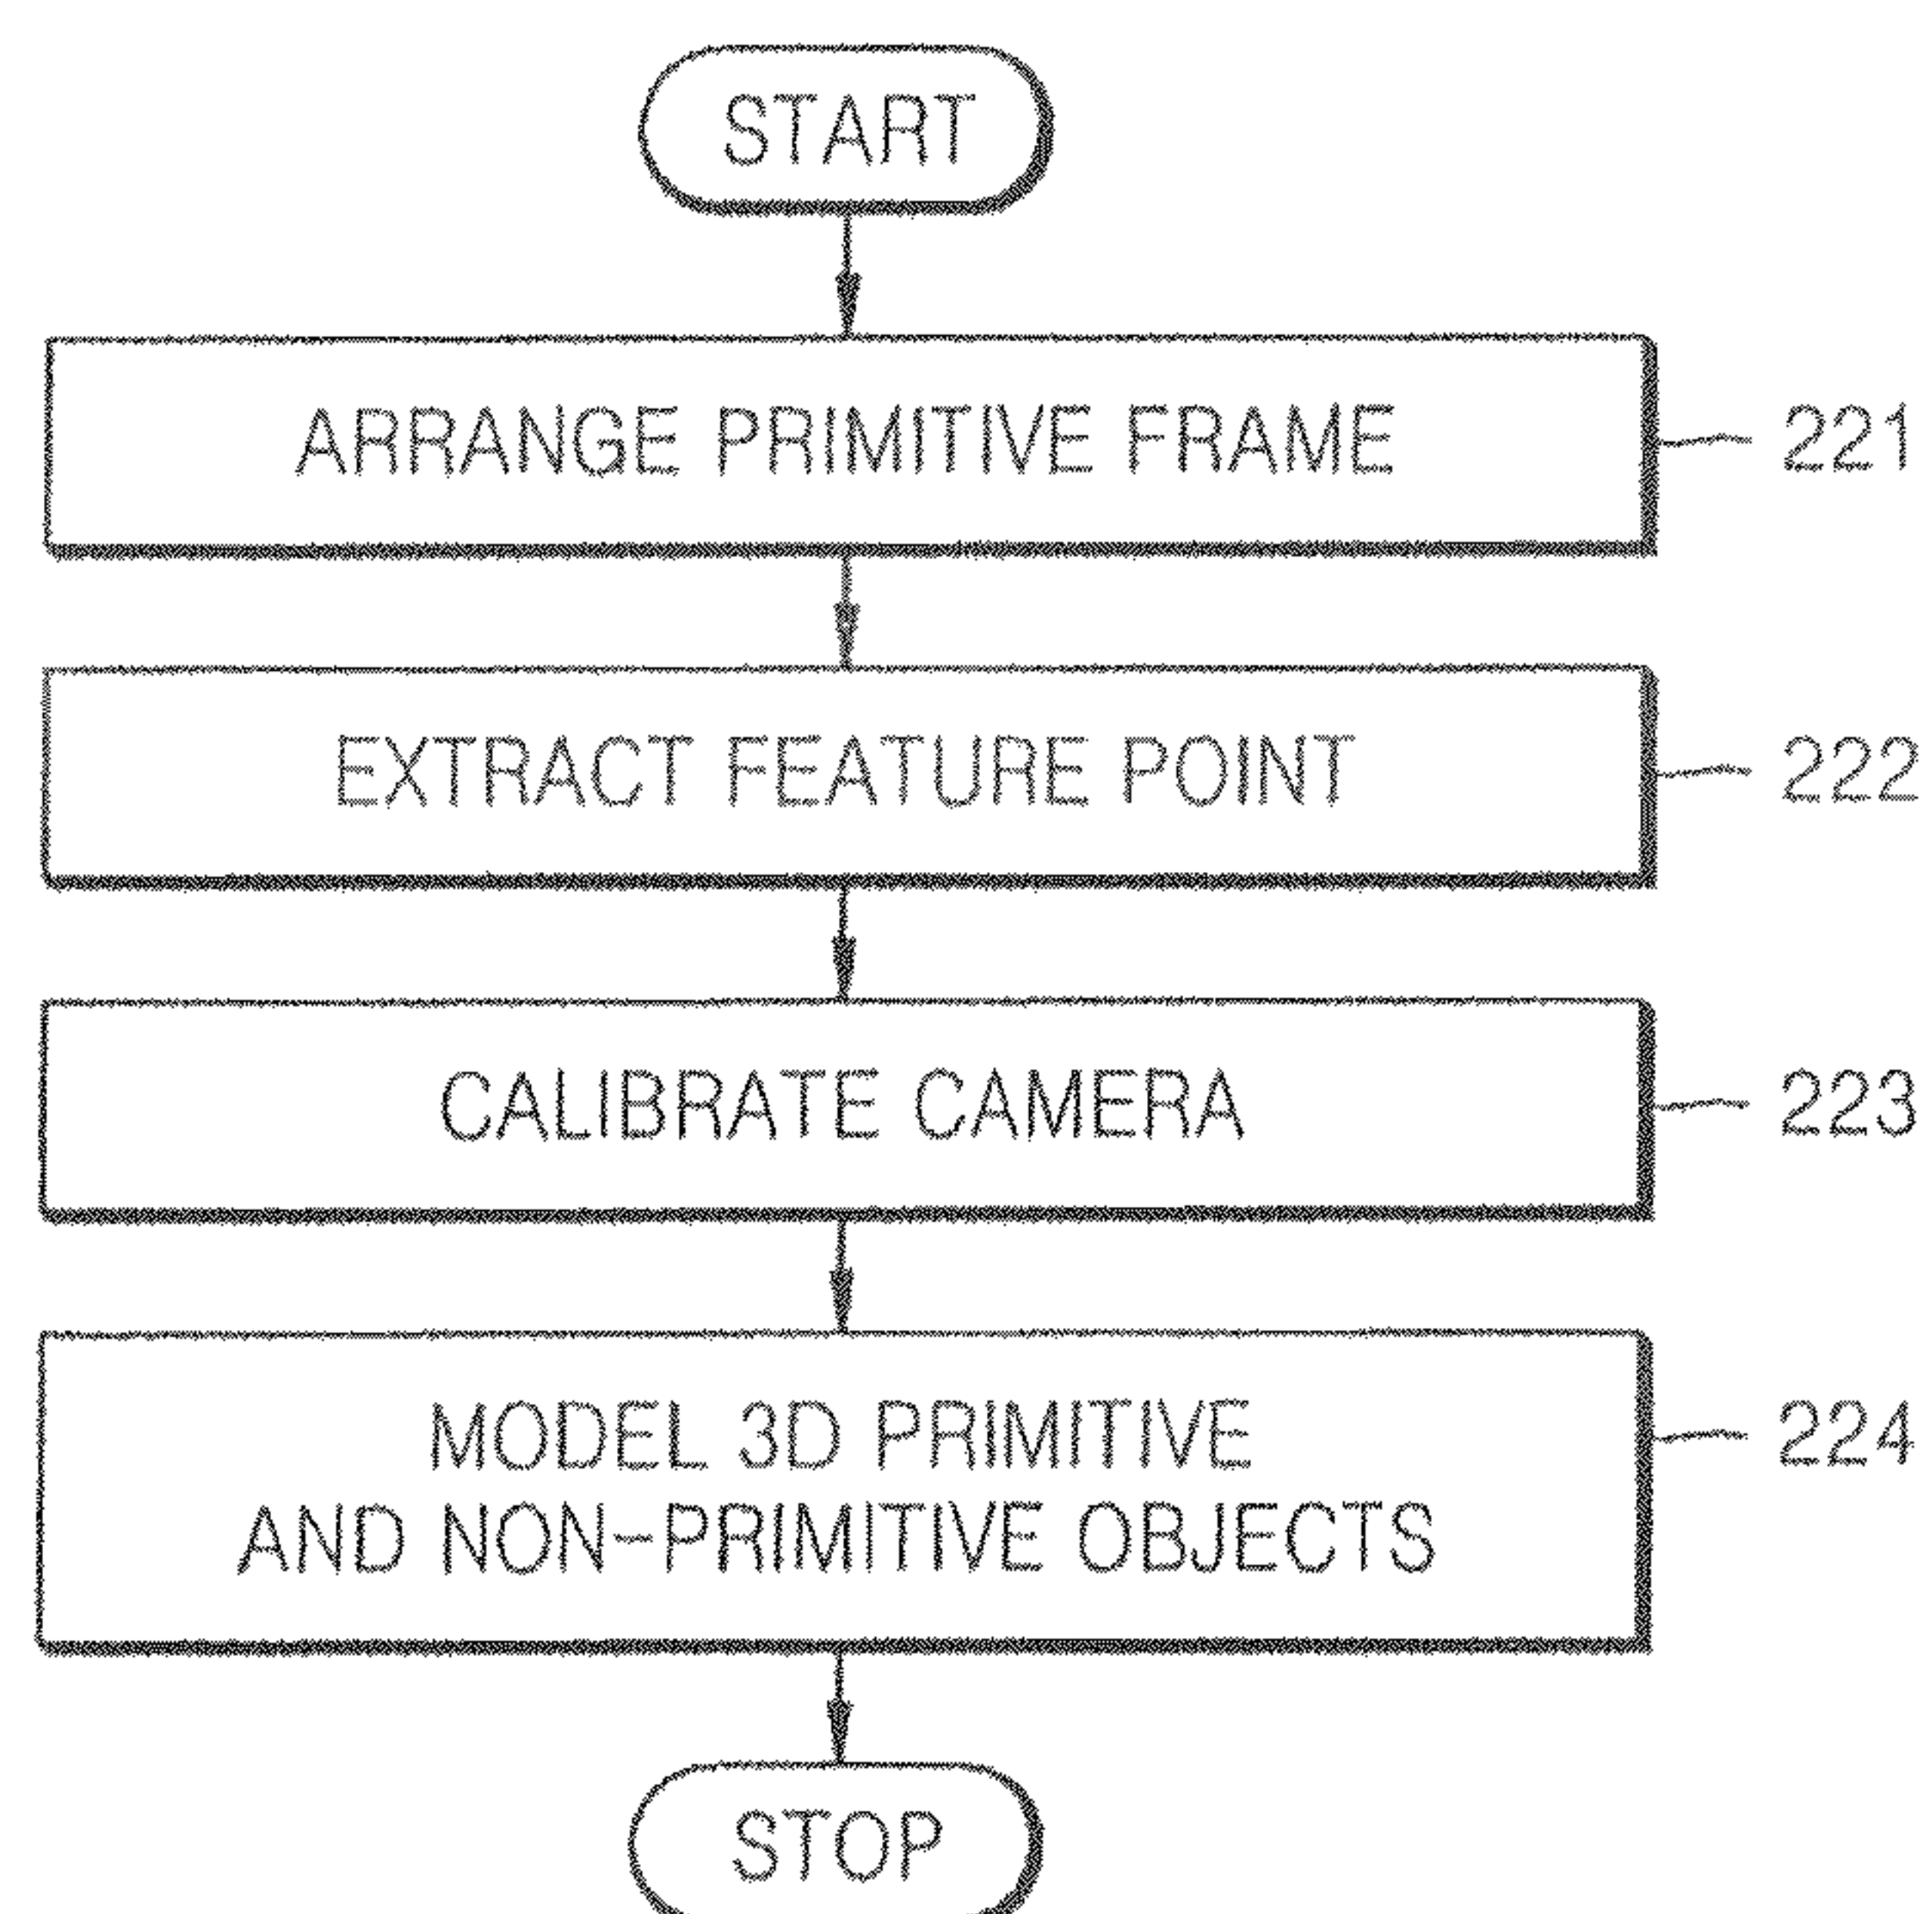 START
ARRANGE PRIMITIVE FRAME
221
EXTRACT FEATURE POINT
222
CALIBRATE CAMERA
223
MODEL 3D PRIMITIVE
224
AND NON-PRIMITIVE OBJECTS
STOP